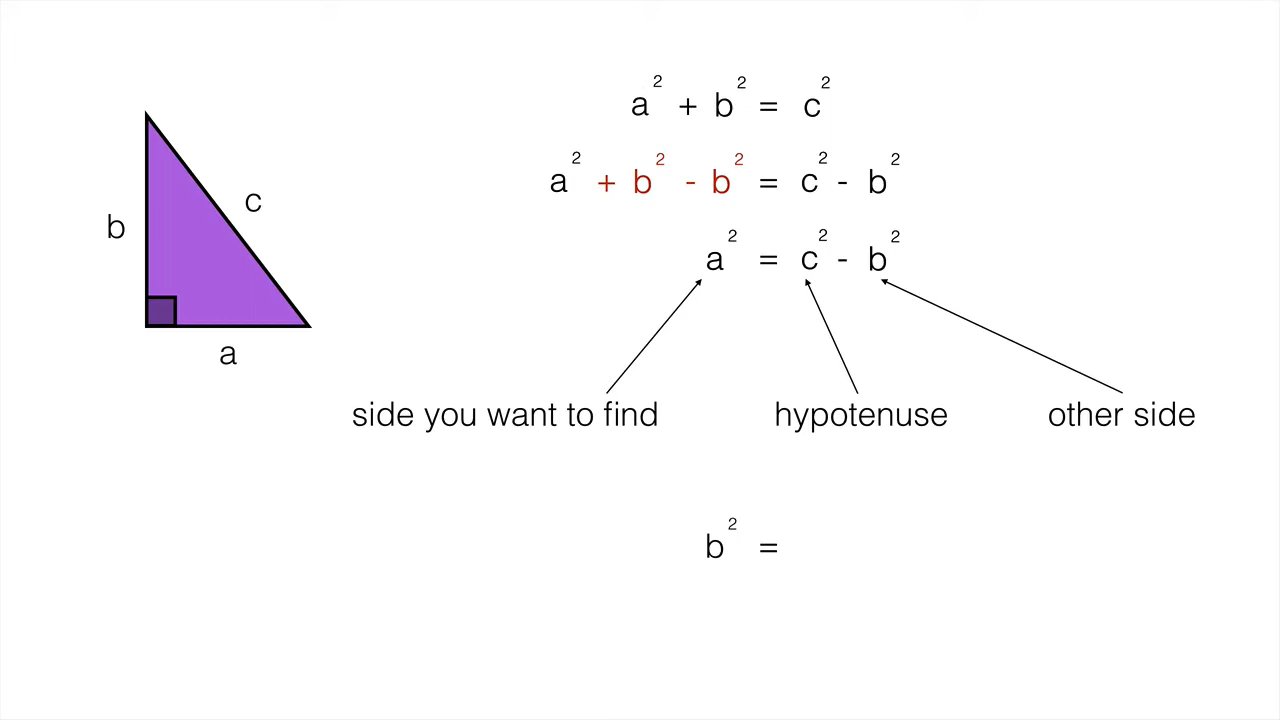 a² + b² = c²
a² + b² - b² = c² - b²
a² = c² - b²
b
c
a
side you want to find
hypotenuse
other side
b² =